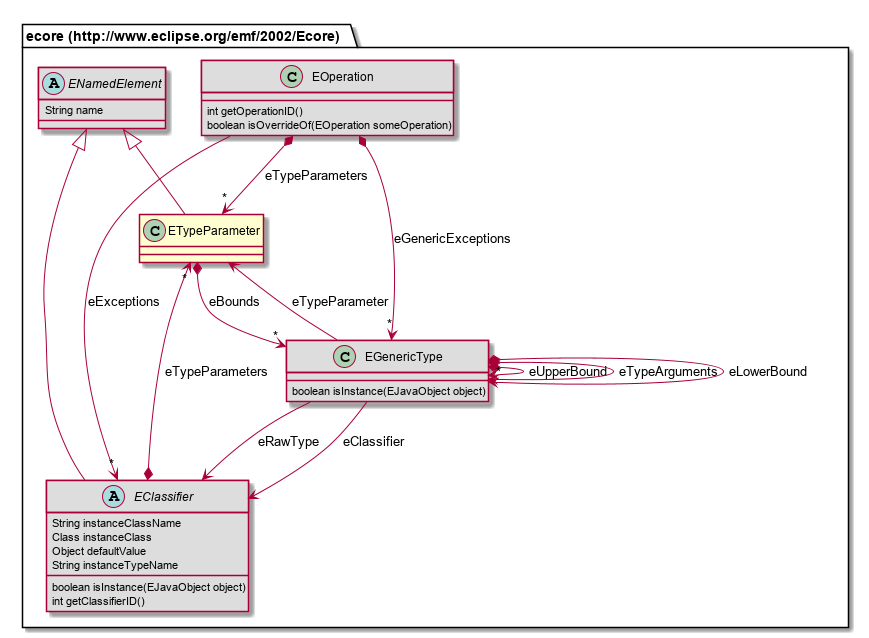 ecore (http://www.eclipse.org/emf/2002/Ecore)
A ENamedElement
String name
C EOperation
int getOperationID()
boolean isOverrideOf(EOperation someOperation)
eTypeParameters
*
C ETypeParameter
eGenericExceptions
*
eExceptions
*
eBounds
*
eTypeParameter
eTypeParameters
*
C EGenericType
boolean isInstance(EJavaObject object)
eUpperBound
eTypeArguments
*
eLowerBound
eRawType
eClassifier
A EClassifier
String instanceClassName
Class instanceClass
Object defaultValue
String instanceTypeName
boolean isInstance(EJavaObject object)
int getClassifierID()